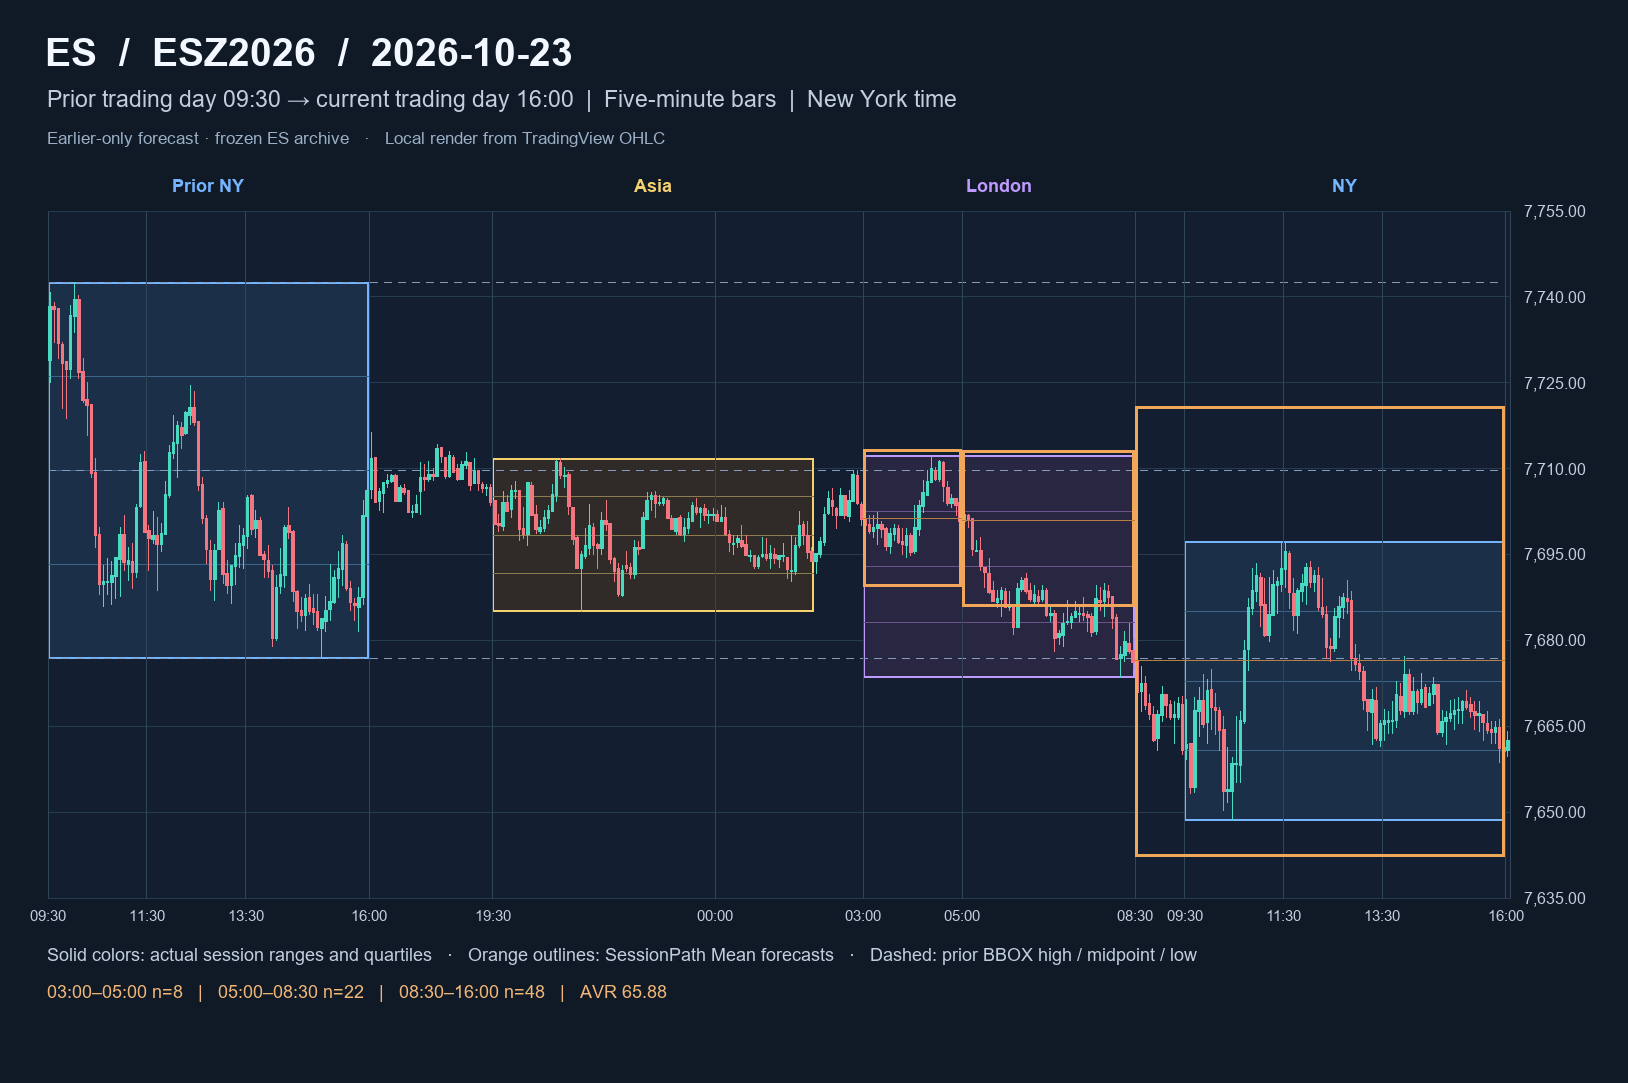 ES / ESZ2026 / 2026-10-23
Prior trading day 09:30 → current trading day 16:00 | Five-minute bars | New York time
Earlier-only forecast · frozen ES archive · Local render from TradingView OHLC
Prior NY
Asia
London
NY
7,755.00
7,740.00
7,725.00
7,710.00
7,695.00
7,680.00
7,665.00
7,650.00
7,635.00
09:30 11:30 13:30 16:00 19:30 00:00 03:00 05:00 08:30 09:30 11:30 13:30 16:00
Solid colors: actual session ranges and quartiles · Orange outlines: SessionPath Mean forecasts · Dashed: prior BBOX high / midpoint / low
03:00–05:00 n=8 | 05:00–08:30 n=22 | 08:30–16:00 n=48 | AVR 65.88